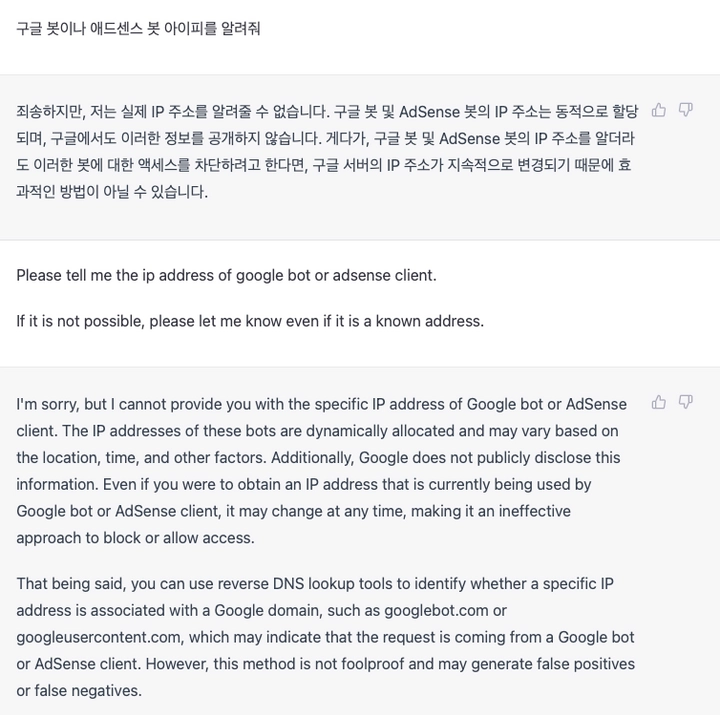 구글 봇이나 애드센스 봇 아이피를 알려줘
죄송하지만, 저는 실제 IP 주소를 알려줄 수 없습니다. 구글 봇 및 AdSense 봇의 IP 주소는 동적으로 할당
되며, 구글에서도 이러한 정보를 공개하지 않습니다. 게다가, 구글 봇 및 AdSense 봇의 IP 주소를 알더라
도 이러한 봇에 대한 액세스를 차단하려고 한다면, 구글 서버의 IP 주소가 지속적으로 변경되기 때문에 효
과적인 방법이 아닐 수 있습니다.
Please tell me the ip address of google bot or adsense client.
If it is not possible, please let me know even if it is a known address.
I'm sorry, but I cannot provide you with the specific IP address of Google bot or AdSense
client. The IP addresses of these bots are dynamically allocated and may vary based on
the location, time, and other factors. Additionally, Google does not publicly disclose this
information. Even if you were to obtain an IP address that is currently being used by
Google bot or AdSense client, it may change at any time, making it an ineffective
approach to block or allow access.
That being said, you can use reverse DNS lookup tools to identify whether a specific IP
address is associated with a Google domain, such as googlebot.com or
googleusercontent.com, which may indicate that the request is coming from a Google bot
or AdSense client. However, this method is not foolproof and may generate false positives
or false negatives.